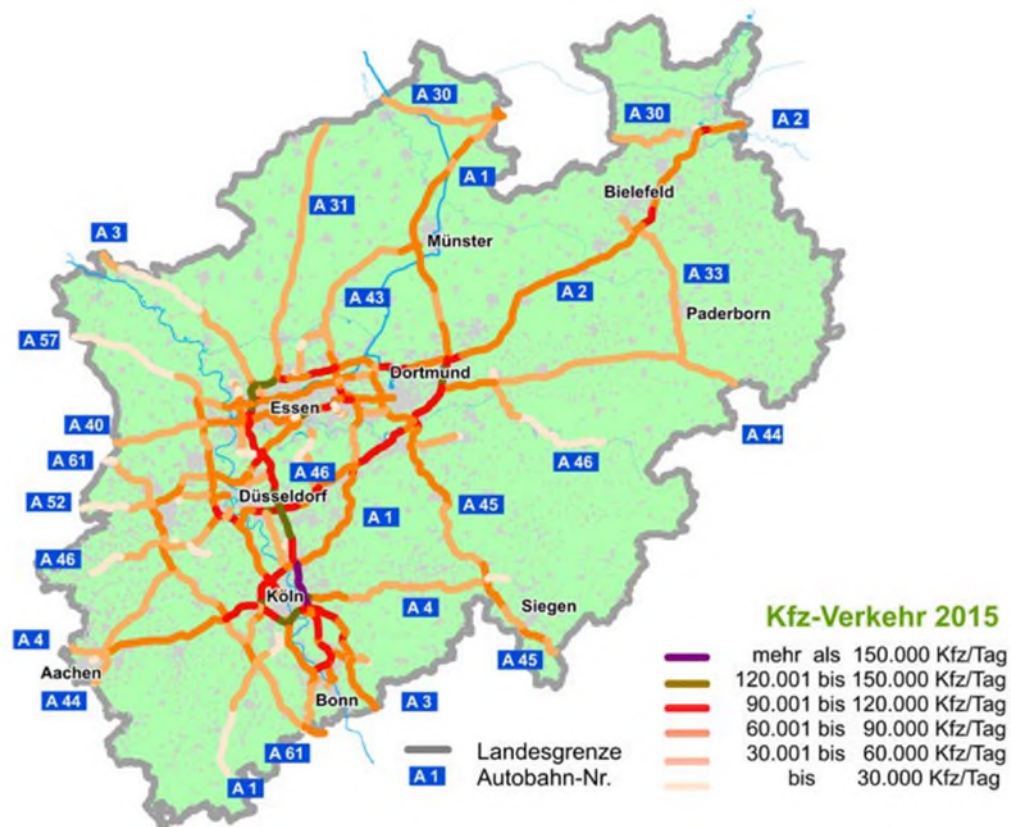 A 30
A 30
A 2
A 1
Bielefeld
A 31
A 3
Münster
A 33
A 43
A 2
Paderborn
A 57
Dortmund
Essen
A 40
A 44
A 61
A 46
A 46
Düsseldorf
A 52
A 1
A 45
A 46
Köln
A 4
Siegen
A 4
A 45
Aachen
A 44
Bonn
A 3
A 61
A 1
Kfz-Verkehr 2015
mehr als 150.000 Kfz/Tag
120.001 bis 150.000 Kfz/Tag
90.001 bis 120.000 Kfz/Tag
60.001 bis 90.000 Kfz/Tag
30.001 bis 60.000 Kfz/Tag
bis 30.000 Kfz/Tag
Landesgrenze
A 1 Autobahn-Nr.